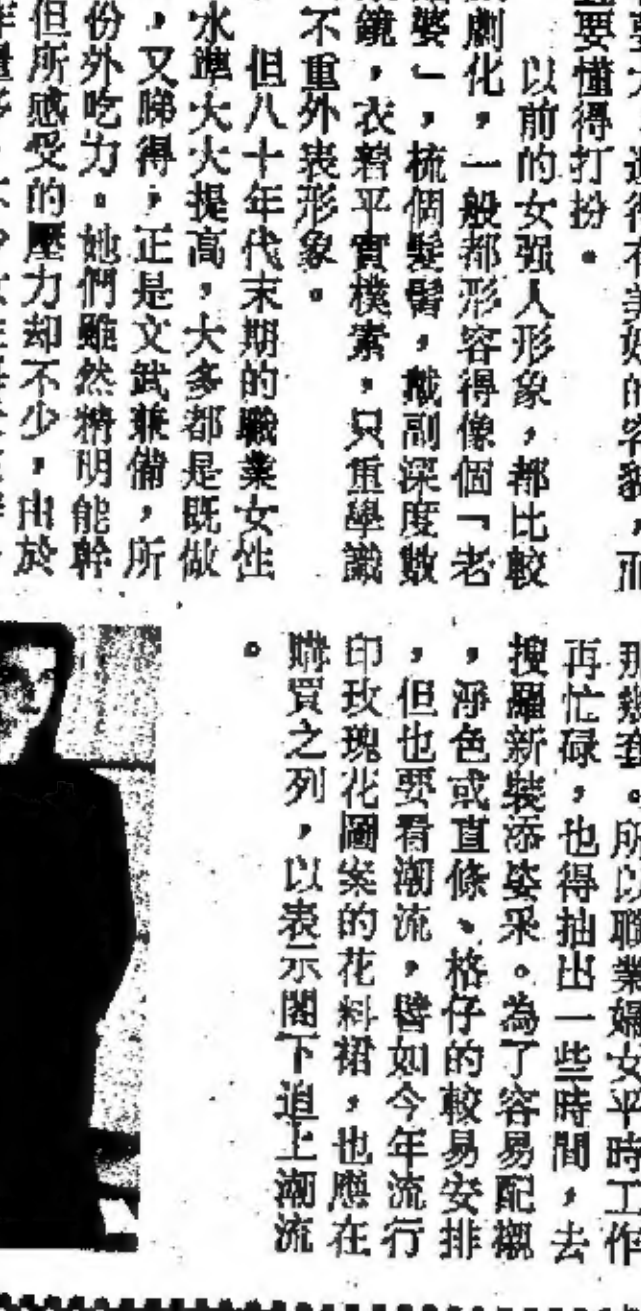 還得有美好的容貌，而
要懂得打扮。
以前的女强人形象，都比較
劇化，一般都形容得像個「老
婆」，梳個髮髻，戴副深度數
鏡，衣着平實樸素，只重學識
不重外表形象。
但八十年代末期的職業女性
水準大大提高，大多都是既做
，又睇得，正是文武兼備，所
份外吃力。她們雖然精明能幹
但所感受的壓力却不少，由於
那幾套。所以職業婦女平時工作
再忙碌，也得抽出一些時間，去
搜羅新裝添姿采。為了容易配襯
，淨色或直條、格仔的較易安排
，但也要看潮流，譬如今年流行
印玫瑰花圖案的花料裙，也應在
購買之列，以表示閣下追上潮流
。